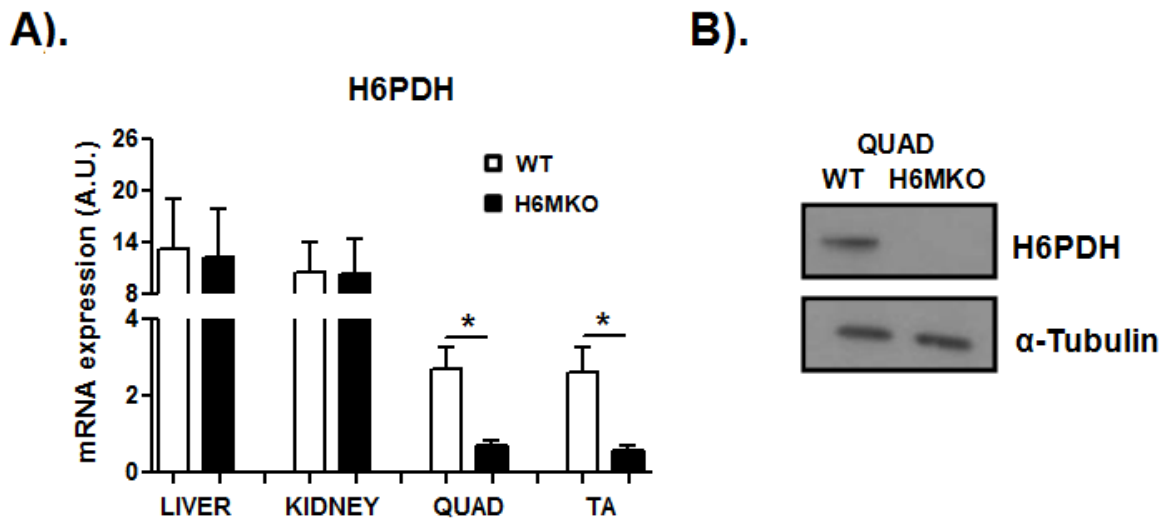 A).
H6PDH
mRNA expression (A.U.)
26
20
14
8
4
2
0
WT
H6MKO
*
*
LIVER KIDNEY QUAD TA
B).
QUAD
WT H6MKO
H6PDH
α-Tubulin